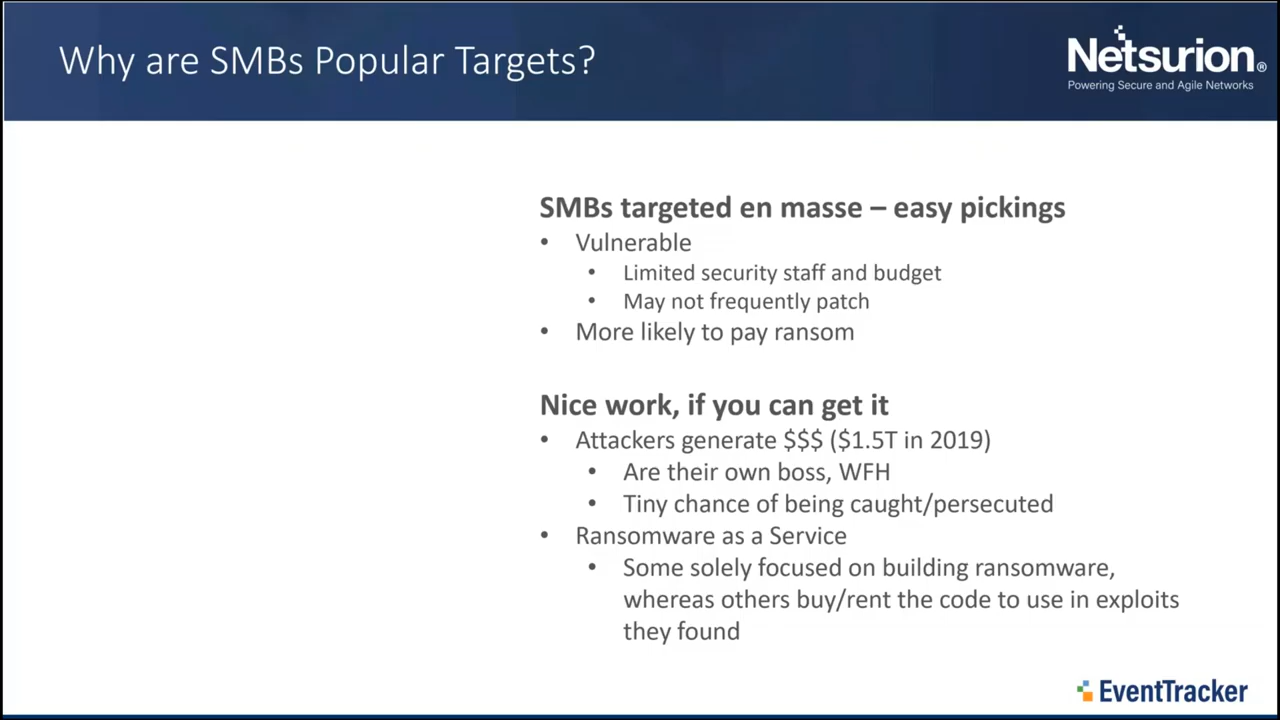 Why are SMBs Popular Targets?
Netsurion®
Powering Secure and Agile Networks
SMBs targeted en masse – easy pickings
• Vulnerable
• Limited security staff and budget
• May not frequently patch
• More likely to pay ransom
Nice work, if you can get it
• Attackers generate $$$ ($1.5T in 2019)
• Are their own boss, WFH
• Tiny chance of being caught/persecuted
• Ransomware as a Service
• Some solely focused on building ransomware,
whereas others buy/rent the code to use in exploits
they found
EventTracker